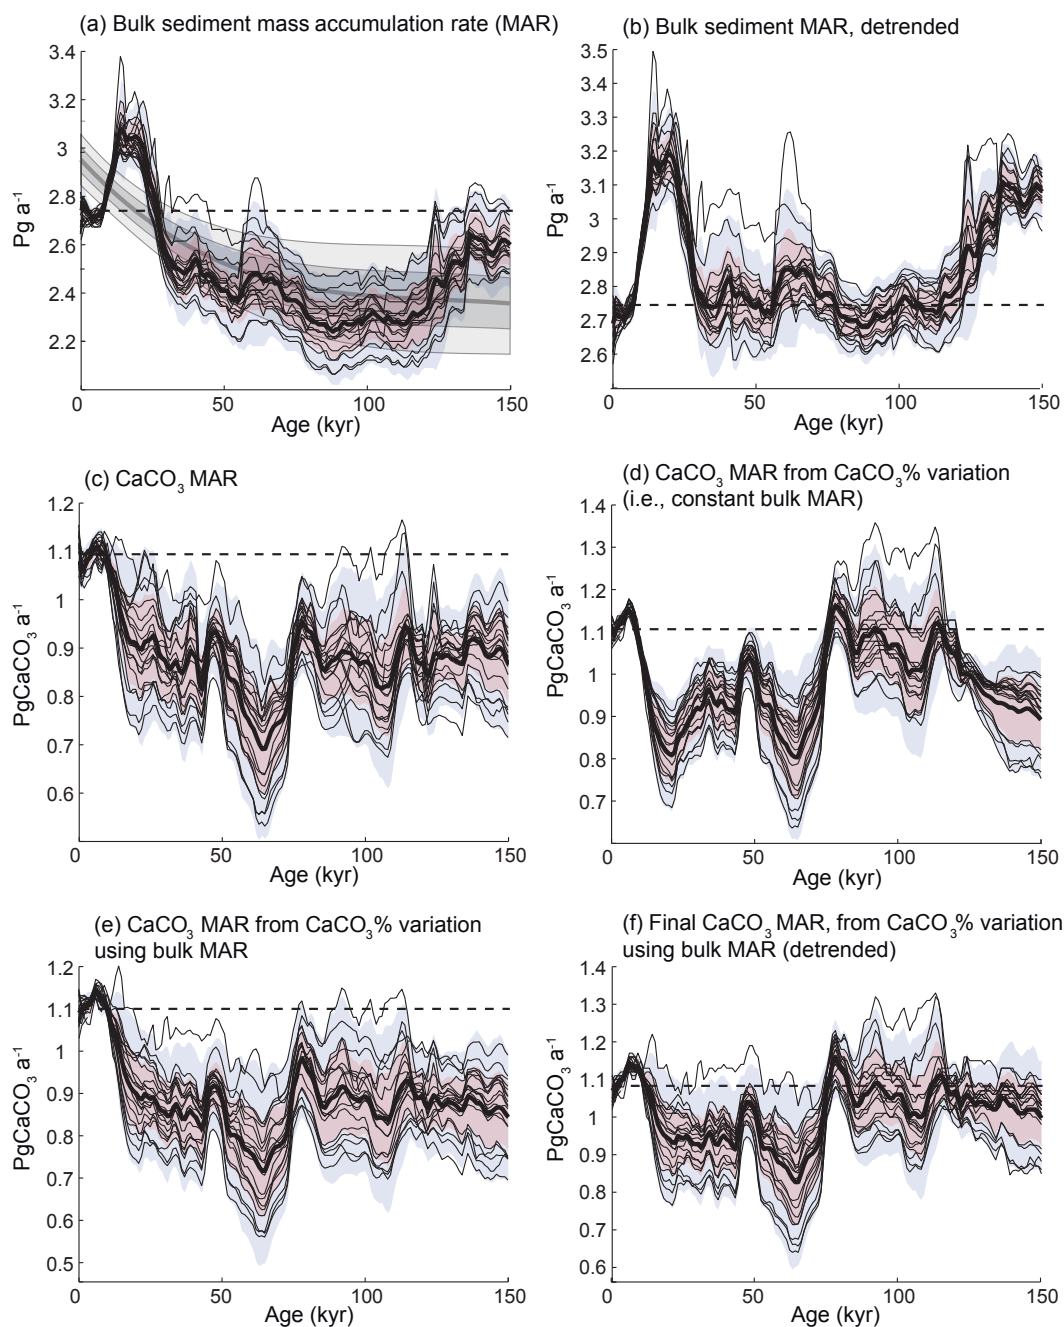 (a) Bulk sediment mass accumulation rate (MAR)
3.4
3.2
3
2.8
2.6
2.4
2.2
Pg a⁻¹
0 50 100 150
Age (kyr)
(b) Bulk sediment MAR, detrended
3.5
3.4
3.3
3.2
3.1
3
2.9
2.8
2.7
2.6
Pg a⁻¹
0 50 100 150
Age (kyr)
(c) CaCO₃ MAR
1.2
1.1
1
0.9
0.8
0.7
0.6
PgCaCO₃ a⁻¹
0 50 100 150
Age (kyr)
(d) CaCO₃ MAR from CaCO₃% variation
(i.e., constant bulk MAR)
1.4
1.3
1.2
1.1
1
0.9
0.8
0.7
PgCaCO₃ a⁻¹
0 50 100 150
Age (kyr)
(e) CaCO₃ MAR from CaCO₃% variation
using bulk MAR
1.2
1.1
1
0.9
0.8
0.7
0.6
0.5
PgCaCO₃ a⁻¹
0 50 100 150
Age (kyr)
(f) Final CaCO₃ MAR, from CaCO₃% variation
using bulk MAR (detrended)
1.4
1.3
1.2
1.1
1
0.9
0.8
0.7
0.6
PgCaCO₃ a⁻¹
0 50 100 150
Age (kyr)